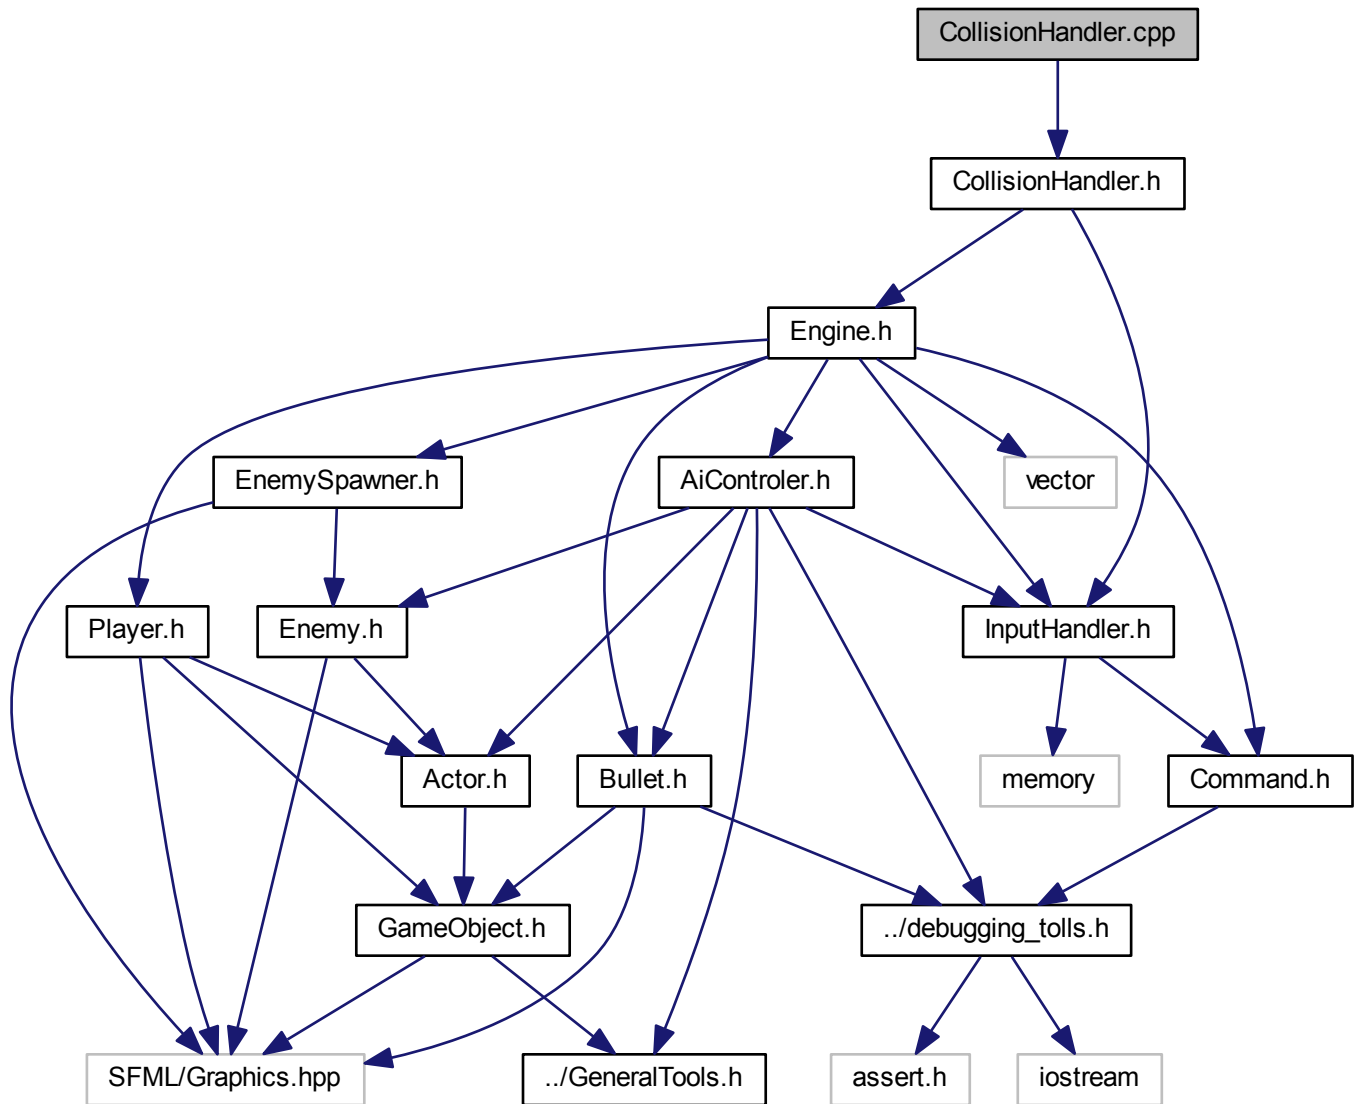 CollisionHandler.cpp
CollisionHandler.h
Engine.h
EnemySpawner.h
AiControler.h
vector
Player.h
Enemy.h
InputHandler.h
Actor.h
Bullet.h
memory
Command.h
GameObject.h
../debugging_tolls.h
SFML/Graphics.hpp
../GeneralTools.h
assert.h
iostream